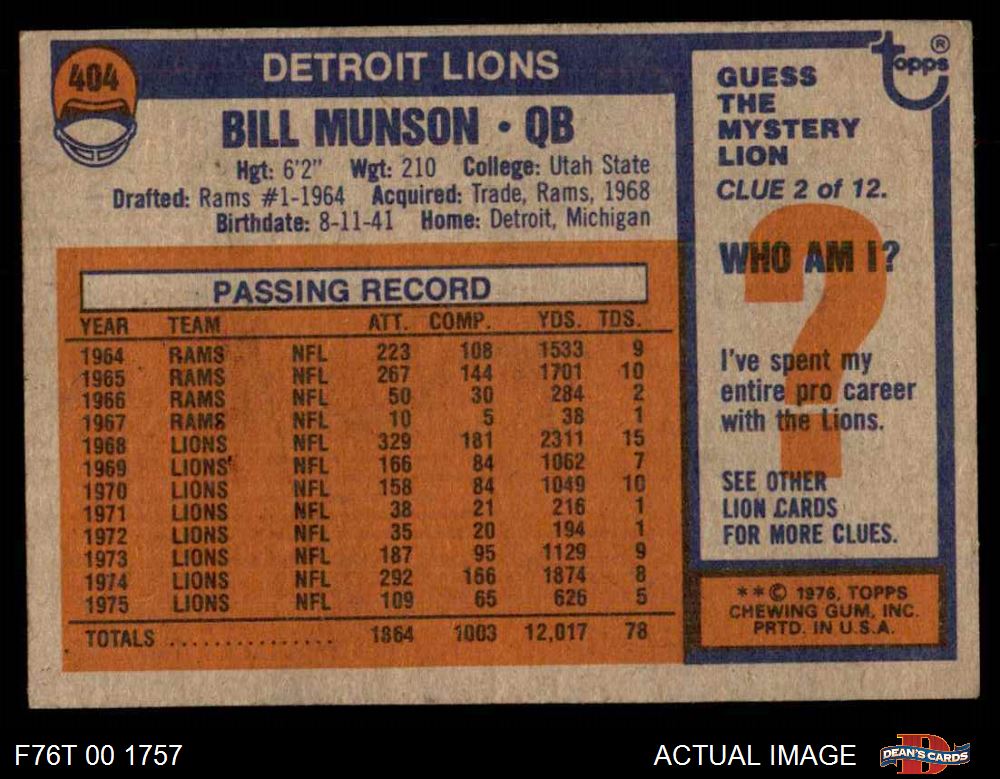 404
DETROIT LIONS
BILL MUNSON • QB
Hgt: 6'2" Wgt: 210 College: Utah State
Drafted: Rams #1-1964 Acquired: Trade, Rams, 1968
Birthdate: 8-11-41 Home: Detroit, Michigan
PASSING RECORD
YEAR TEAM ATT. COMP. YDS. TDS.
1964 RAMS NFL 223 108 1533 9
1965 RAMS NFL 267 144 1701 10
1966 RAMS NFL 50 30 284 2
1967 RAMS NFL 10 5 38 1
1968 LIONS NFL 329 181 2311 15
1969 LIONS NFL 166 84 1062 7
1970 LIONS NFL 158 84 1049 10
1971 LIONS NFL 38 21 216 1
1972 LIONS NFL 35 20 194 1
1973 LIONS NFL 187 95 1129 9
1974 LIONS NFL 292 166 1874 8
1975 LIONS NFL 109 65 626 5
TOTALS .............. 1864 1003 12,017 78
topps ®
GUESS
THE
MYSTERY
LION
CLUE 2 of 12.
WHO AM I?
?
I've spent my
entire pro career
with the Lions.
SEE OTHER
LION CARDS
FOR MORE CLUES.
**© 1976, TOPPS
CHEWING GUM, INC.
PRTD. IN U.S.A.
F76T 00 1757
ACTUAL IMAGE
DEAN'S CARDS